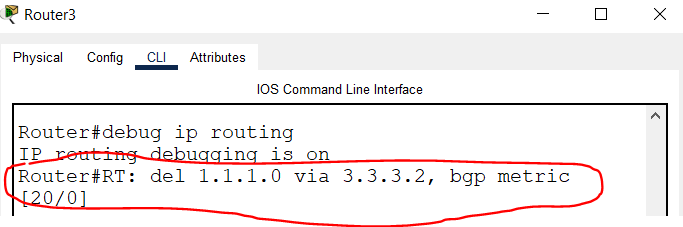 Router3
Physical Config CLI Attributes
IOS Command Line Interface
Router#debug ip routing
IP routing debugging is on
Router#RT: del 1.1.1.0 via 3.3.3.2, bgp metric
[20/0]